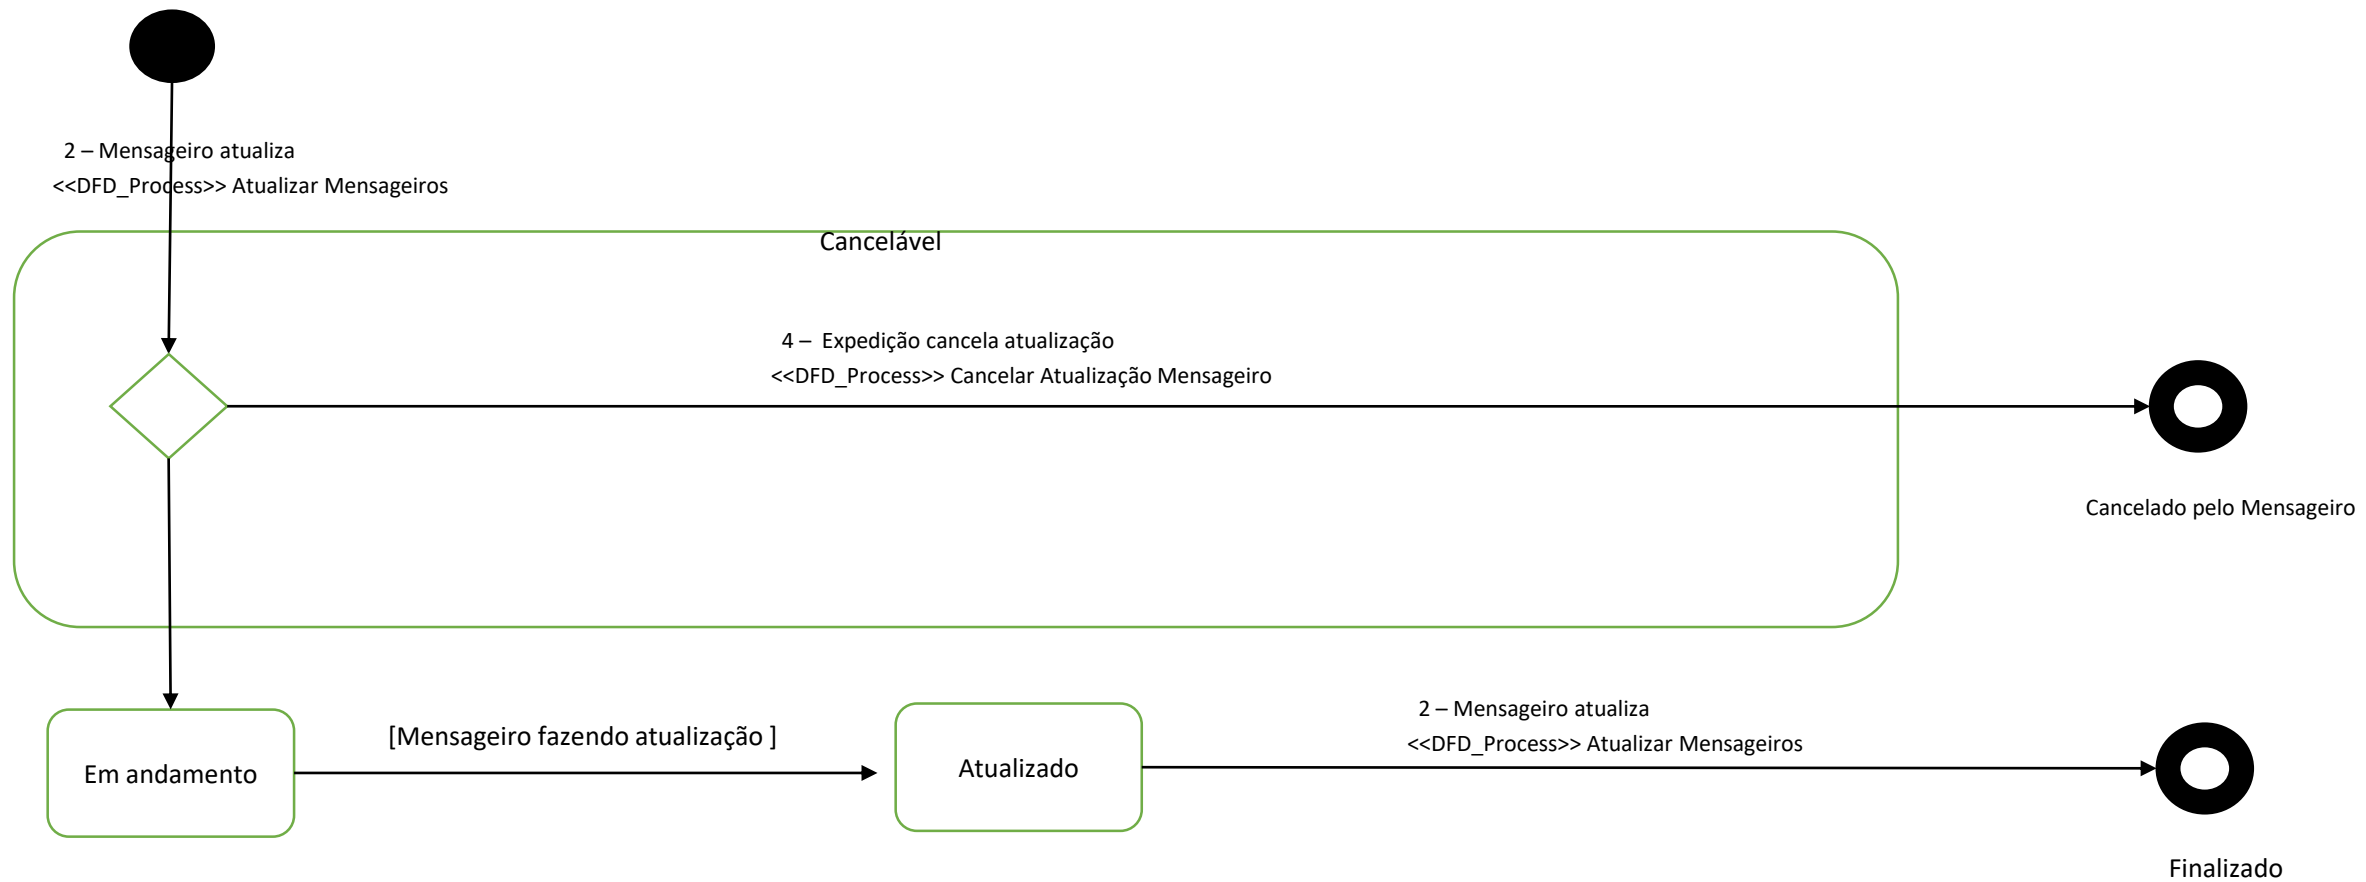 2 – Mensageiro atualiza
<<DFD_Process>> Atualizar Mensageiros
Cancelável
4 –  Expedição cancela atualização
<<DFD_Process>> Cancelar Atualização Mensageiro
Cancelado pelo Mensageiro
Em andamento
[Mensageiro fazendo atualização ]
Atualizado
2 – Mensageiro atualiza
<<DFD_Process>> Atualizar Mensageiros
Finalizado